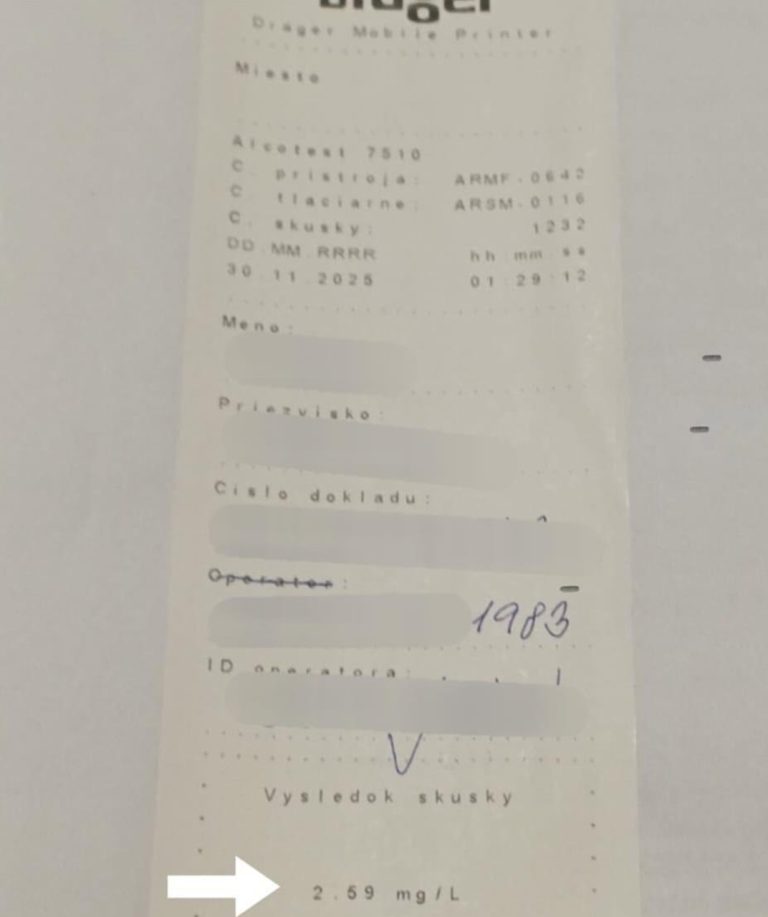 Dräger Mobile Printer
Miesto
Alcotest 7510
C. pristroja: ARMF-0642
C. tlaciarne: ARSM-0116
C. skusky: 1232
DD.MM.RRRR hh:mm:ss
30.11.2025 01:29:12
Meno:
Priezvisko:
Cislo dokladu:
Operator:
1983
ID operatora:
Vysledok skusky
2.59 mg/L